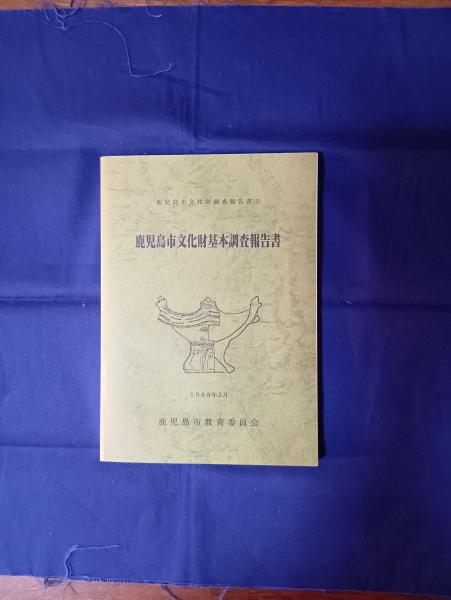 鹿児島市文化財調査報告書(5)
鹿児島市文化財基本調査報告書
1988年3月
鹿児島市教育委員会